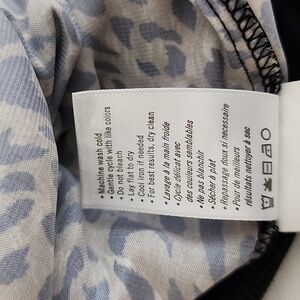 • Machine wash cold
• Gentle cycle with like colors
• Do not bleach
• Lay flat to dry
• Cool iron if needed
• For best results, dry clean
• Lavage à la main froide
• Cycle délicat avec
des couleurs semblables
• Ne pas blanchir
• Sécher à plat
• Repassage doux si necessaire
• Pour de meilleurs
résultats nettoyer à sec